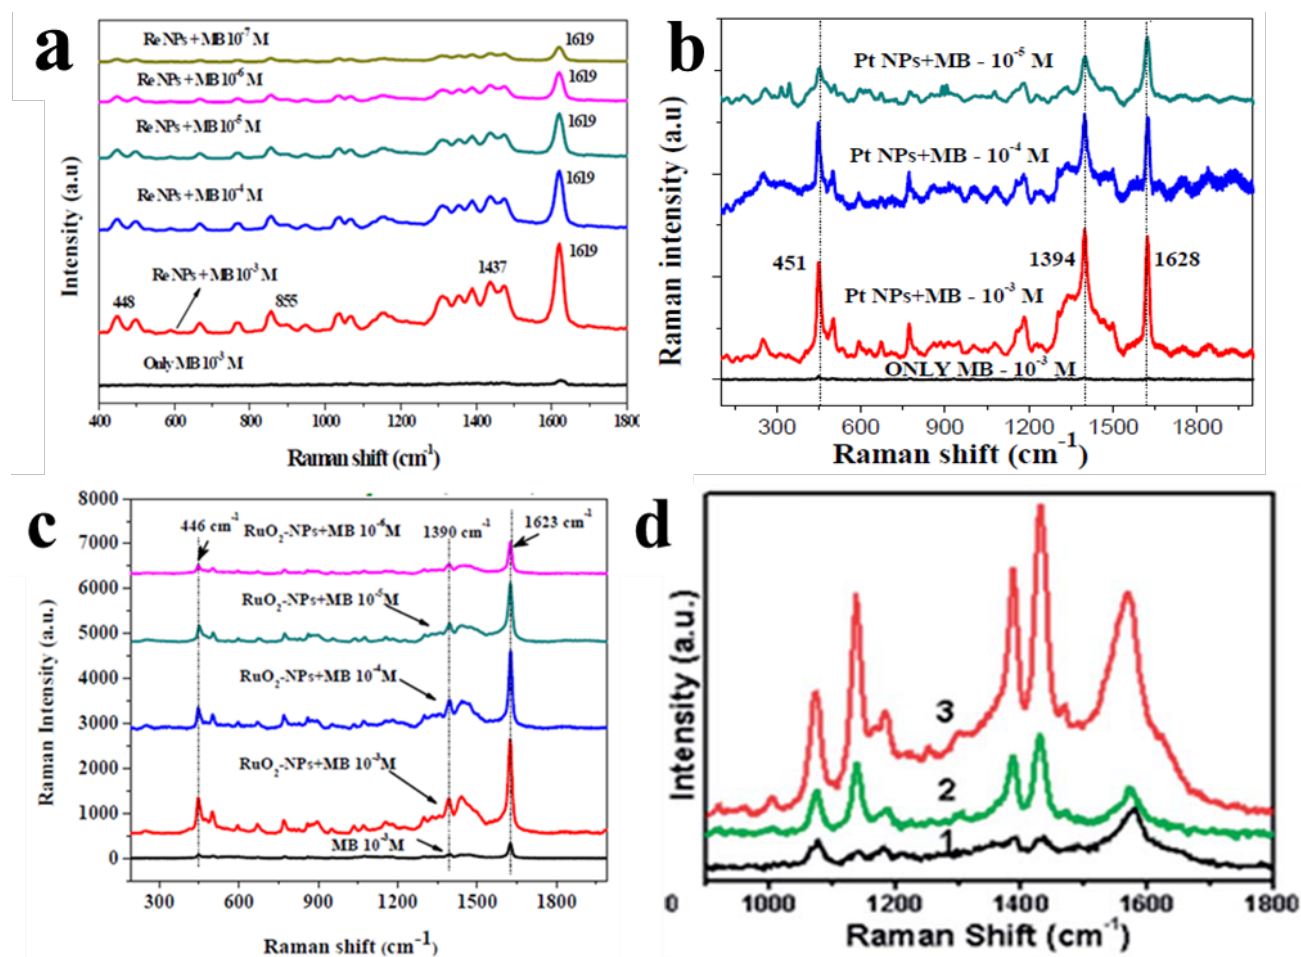 a
Re NPs + MB 10⁻⁷ M
1619
Re NPs + MB 10⁻⁶ M
1619
Re NPs + MB 10⁻⁵ M
1619
Re NPs + MB 10⁻⁴ M
1619
Re NPs + MB 10⁻³ M
1619
1437
448
855
Only MB 10⁻³ M
Intensity (a.u)
400 600 800 1000 1200 1400 1600 180
Raman shift (cm⁻¹)
b
Pt NPs+MB - 10⁻⁵ M
Pt NPs+MB - 10⁻⁴ M
451
1394
1628
Pt NPs+MB - 10⁻³ M
ONLY MB - 10⁻³ M
Raman intensity (a.u)
300 600 900 1200 1500 1800
Raman shift (cm⁻¹)
c
8000
7000
6000
5000
4000
3000
2000
1000
0
446 cm⁻¹
RuO₂-NPs+MB 10⁻⁶M
1390 cm⁻¹
1623 cm⁻¹
RuO₂-NPs+MB 10⁻⁵M
RuO₂-NPs+MB 10⁻⁴M
RuO₂-NPs+MB 10⁻³M
MB 10⁻³M
Raman Intensity (a.u.)
300 600 900 1200 1500 1800
Raman shift (cm⁻¹)
d
3
2
1
Intensity (a.u.)
0 1000 1200 1400 1600 1800
Raman Shift (cm⁻¹)